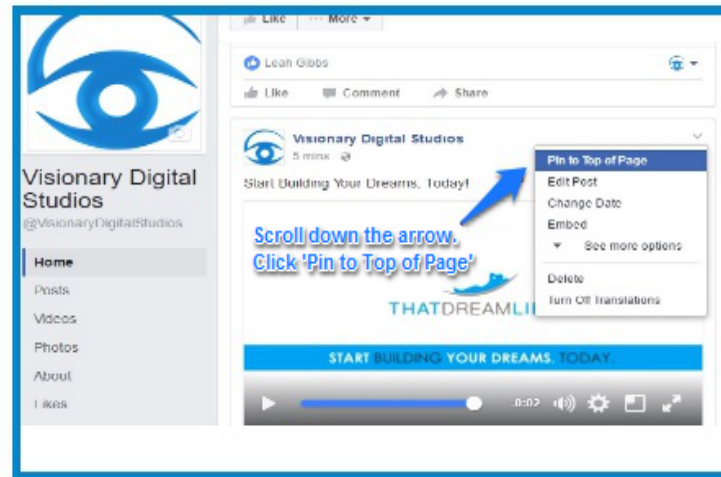 Like ... More
Leah Gibbs
Like Comment Share
Visionary Digital Studios
5 mins
Start Building Your Dreams, Today!
Pin to Top of Page
Edit Post
Change Date
Embed
See more options
Delete
Turn Off Translations
Scroll down the arrow.
Click 'Pin to Top of Page'
THATDREAMLI
START BUILDING YOUR DREAMS. TODAY.
-0:02
Visionary Digital
Studios
@VisionaryDigitalStudios
Home
Posts
Videos
Photos
About
Likes